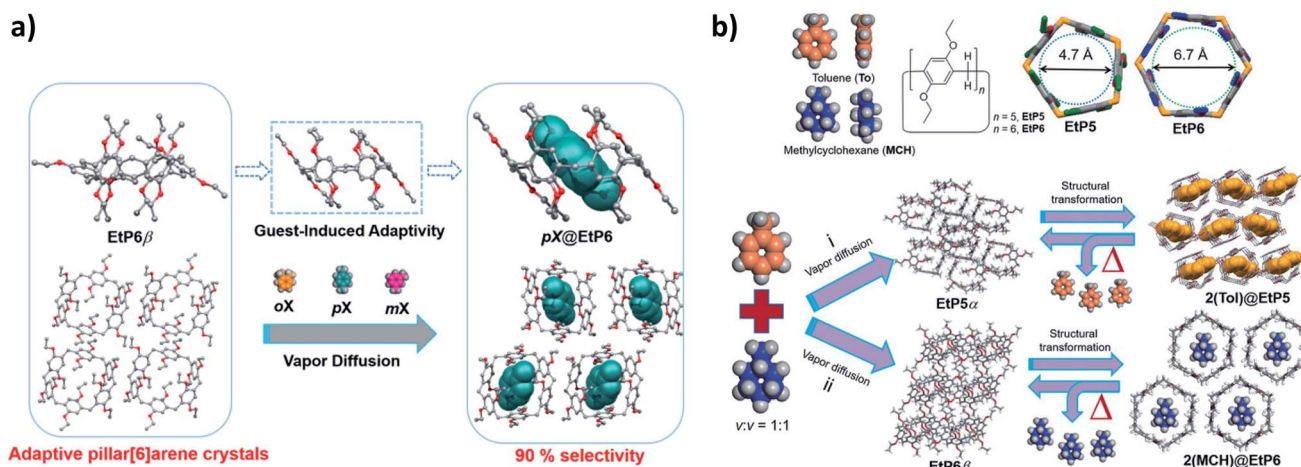 a)
EtP6β
Guest-Induced Adaptivity
pX@EtP6
oX pX mX
Vapor Diffusion
Adaptive pillar[6]arene crystals
90 % selectivity
b)
Toluene (To)
Methylcyclohexane (MCH)
O
H
H
n
O
n = 5, EtP5
n = 6, EtP6
4.7 Å
EtP5
6.7 Å
EtP6
v:v = 1:1
i
Vapor diffusion
Vapor diffusion
ii
EtP5α
Structural
transformation
Δ
2(Tol)@EtP5
EtP6β
Structural
transformation
Δ
2(MCH)@EtP6